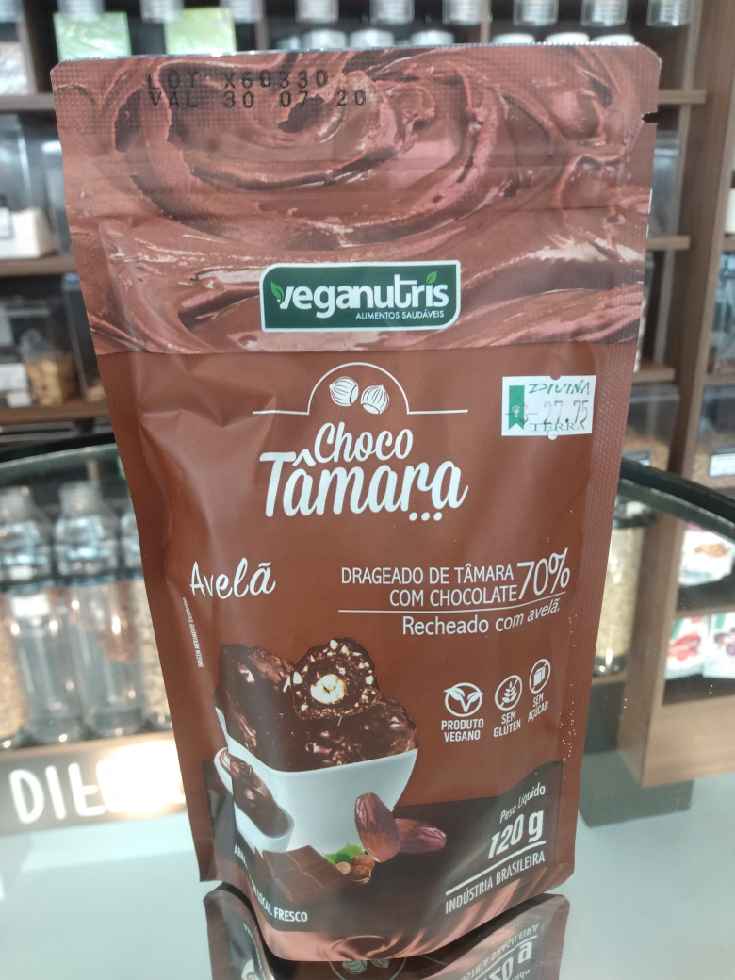 LOT X60330
VAL 30 07 20
veganutris
ALIMENTOS SAUDÁVEIS
DIVINA
27,75
TERRA
Choco
Tâmara...
Avelã
DRAGEADO DE TÂMARA
COM CHOCOLATE 70%
Recheado com avelã.
PRODUTO
VEGANO
SEM
GLÚTEN
SEM
AÇÚCAR
Peso Líquido
120 g
INDÚSTRIA BRASILEIRA
FRESCO
DIE